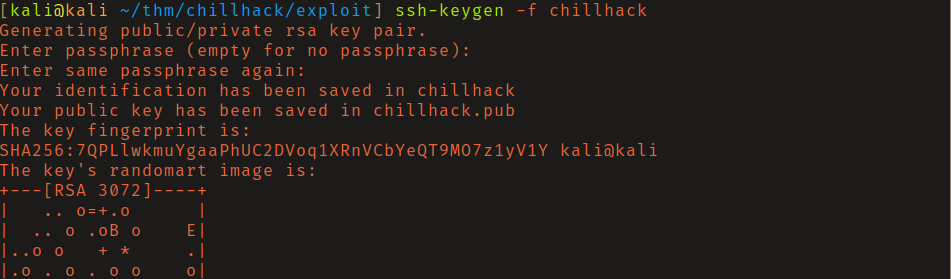 [kali@kali ~/thm/chillhack/exploit] ssh-keygen -f chillhack
Generating public/private rsa key pair.
Enter passphrase (empty for no passphrase):
Enter same passphrase again:
Your identification has been saved in chillhack
Your public key has been saved in chillhack.pub
The key fingerprint is:
SHA256:7QPLlwkmuYgaaPhUC2DVoq1XRnVCbYeQT9MO7z1yV1Y kali@kali
The key's randomart image is:
+---[RSA 3072]----+
|   .. o=+.o      |
|  .. o .oB o    E|
|..o o   + *     .|
|.o . o . o o    o|